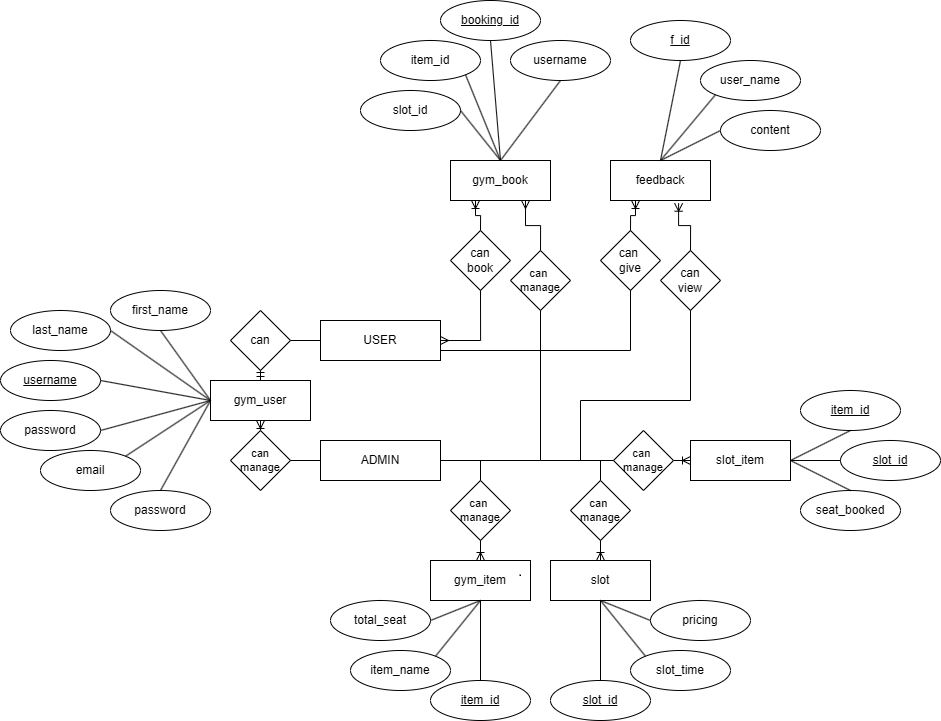 booking_id
f_id
item_id
username
user_name
slot_id
content
gym_book
feedback
can
book
can
manage
can
give
can
view
first_name
last_name
can
USER
username
gym_user
item_id
password
can
manage
ADMIN
can
manage
slot_item
slot_id
email
password
can
manage
can
manage
seat_booked
gym_item .
slot
total_seat
pricing
item_name
slot_time
item_id
slot_id